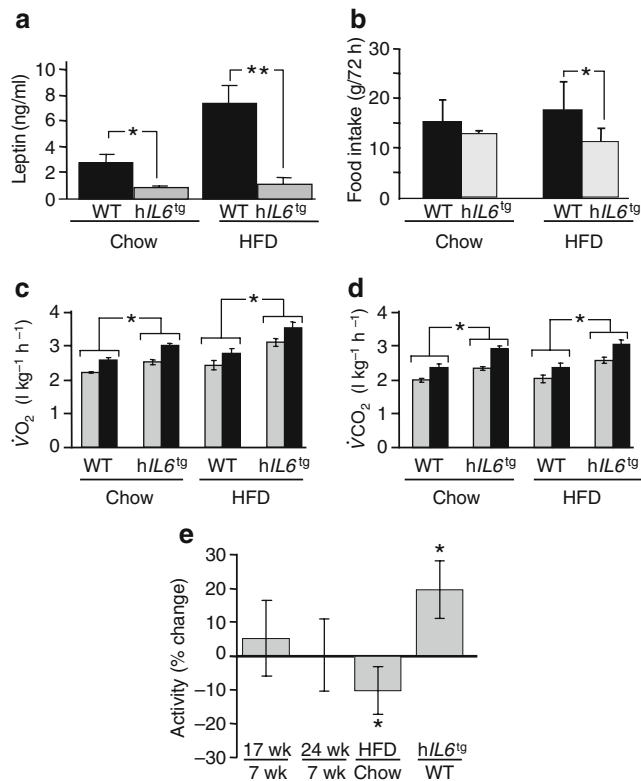 a
Leptin (ng/ml)
10
8
6
4
2
0
*
**
WT hIL6tg WT hIL6tg
Chow HFD
b
Food intake (g/72 h)
30
25
20
15
10
0
*
WT hIL6tg WT hIL6tg
Chow HFD
c
V̇O2 (l kg–1 h–1)
4
3
2
1
0
*
*
WT hIL6tg WT hIL6tg
Chow HFD
d
V̇CO2 (l kg–1 h–1)
4
3
2
1
0
*
*
WT hIL6tg WT hIL6tg
Chow HFD
e
Activity (% change)
30
20
10
0
–10
–20
–30
*
*
17 wk 24 wk HFD hIL6tg
7 wk 7 wk Chow WT